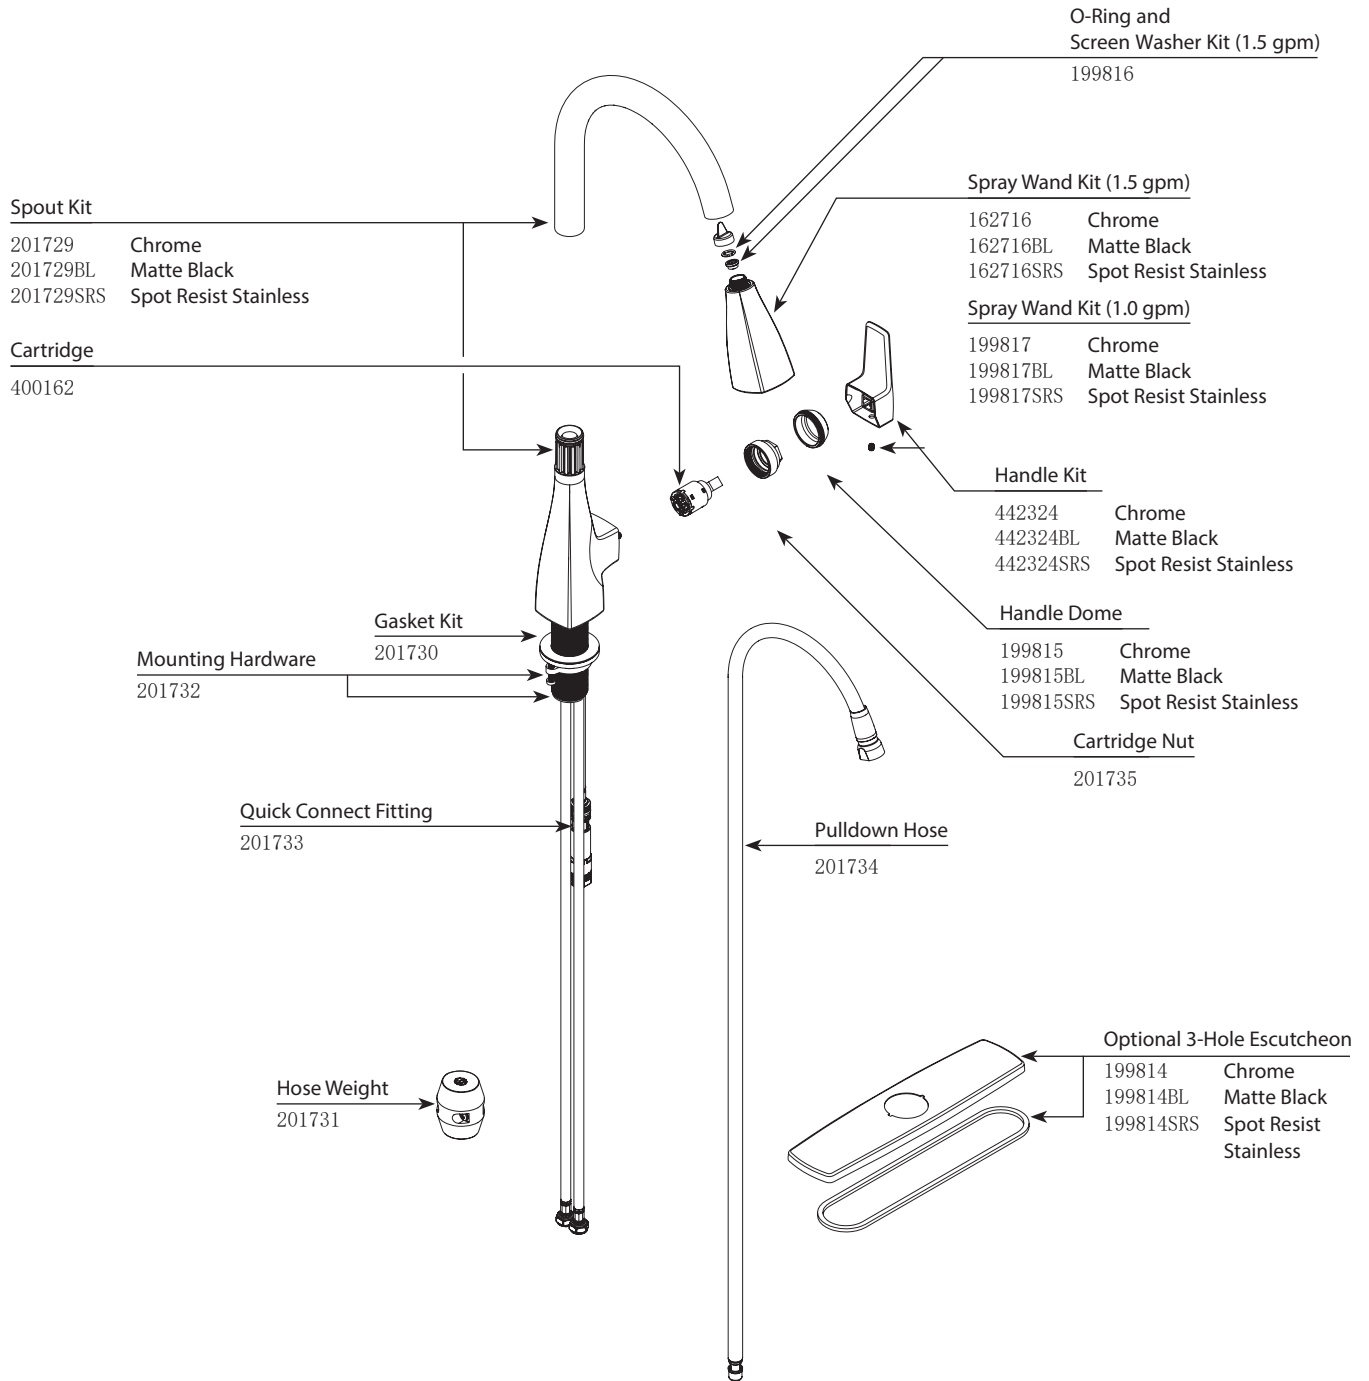 O-Ring and
Screen Washer Kit (1.5 gpm)
199816
Spout Kit
201729 Chrome
201729BL Matte Black
201729SRS Spot Resist Stainless
Cartridge
400162
Spray Wand Kit (1.5 gpm)
162716 Chrome
162716BL Matte Black
162716SRS Spot Resist Stainless
Spray Wand Kit (1.0 gpm)
199817 Chrome
199817BL Matte Black
199817SRS Spot Resist Stainless
Handle Kit
442324 Chrome
442324BL Matte Black
442324SRS Spot Resist Stainless
Gasket Kit
201730
Mounting Hardware
201732
Handle Dome
199815 Chrome
199815BL Matte Black
199815SRS Spot Resist Stainless
Cartridge Nut
201735
Quick Connect Fitting
201733
Pulldown Hose
201734
Hose Weight
201731
Optional 3-Hole Escutcheon
199814 Chrome
199814BL Matte Black
199814SRS Spot Resist
Stainless